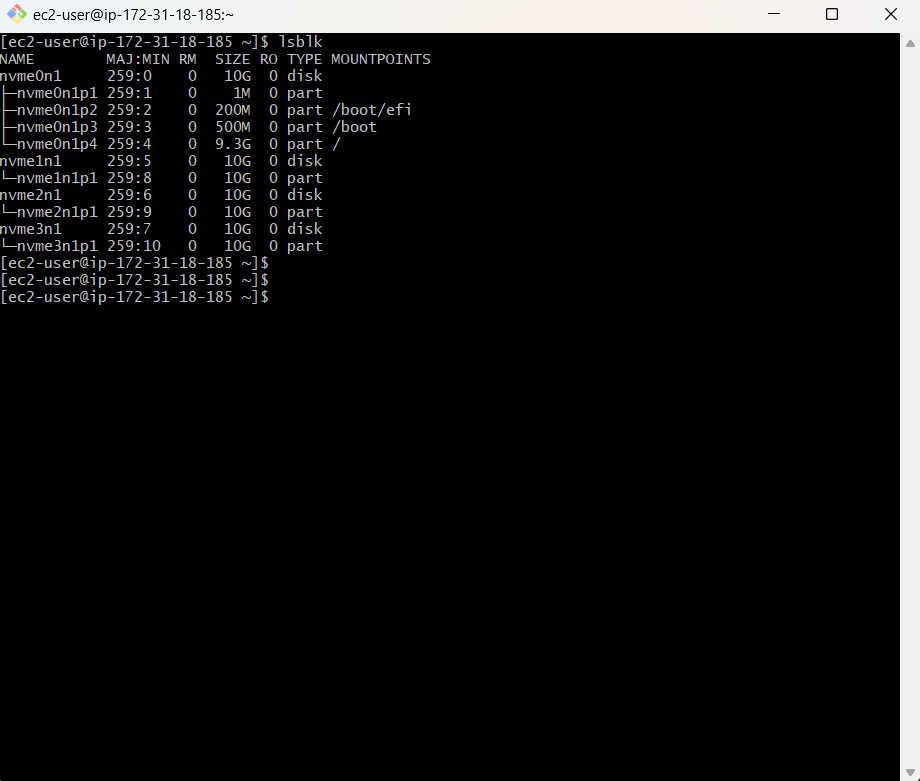 ec2-user@ip-172-31-18-185:~
[ec2-user@ip-172-31-18-185 ~]$ lsblk
NAME        MAJ:MIN RM  SIZE RO TYPE MOUNTPOINTS
nvme0n1     259:0    0   10G  0 disk
├─nvme0n1p1 259:1    0    1M  0 part
├─nvme0n1p2 259:2    0  200M  0 part /boot/efi
├─nvme0n1p3 259:3    0  500M  0 part /boot
└─nvme0n1p4 259:4    0  9.3G  0 part /
nvme1n1     259:5    0   10G  0 disk
└─nvme1n1p1 259:8    0   10G  0 part
nvme2n1     259:6    0   10G  0 disk
└─nvme2n1p1 259:9    0   10G  0 part
nvme3n1     259:7    0   10G  0 disk
└─nvme3n1p1 259:10   0   10G  0 part
[ec2-user@ip-172-31-18-185 ~]$
[ec2-user@ip-172-31-18-185 ~]$
[ec2-user@ip-172-31-18-185 ~]$